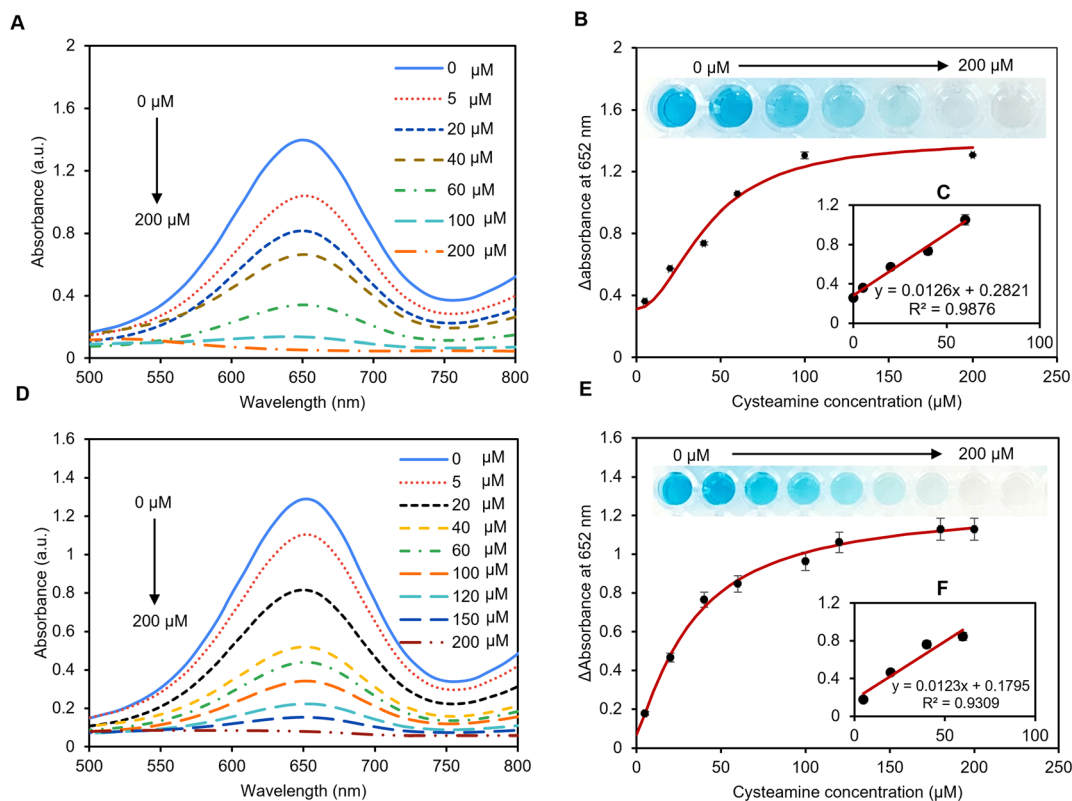 A
2
1.6
1.2
0.8
0.4
0
500
550
600
650
700
750
800
Absorbance (a.u.)
Wavelength (nm)
0 µM
200 µM
0 µM
5 µM
20 µM
40 µM
60 µM
100 µM
200 µM
B
2
1.6
1.2
0.8
0.4
0
0
50
100
150
200
250
Δabsorbance at 652 nm
Cysteamine concentration (µM)
0 µM
200 µM
C
1.2
0.8
0.4
0
0
50
100
y = 0.0126x + 0.2821
R² = 0.9876
D
1.6
1.4
1.2
1
0.8
0.6
0.4
0.2
0
500
550
600
650
700
750
800
Absorbance (a.u.)
Wavelength (nm)
0 µM
200 µM
0 µM
5 µM
20 µM
40 µM
60 µM
100 µM
120 µM
150 µM
200 µM
E
1.6
1.4
1.2
1
0.8
0.6
0.4
0.2
0
0
50
100
150
200
250
ΔAbsorbance at 652 nm
Cysteamine concentration (µM)
0 µM
200 µM
F
1.2
0.8
0.4
0
0
50
100
y = 0.0123x + 0.1795
R² = 0.9309